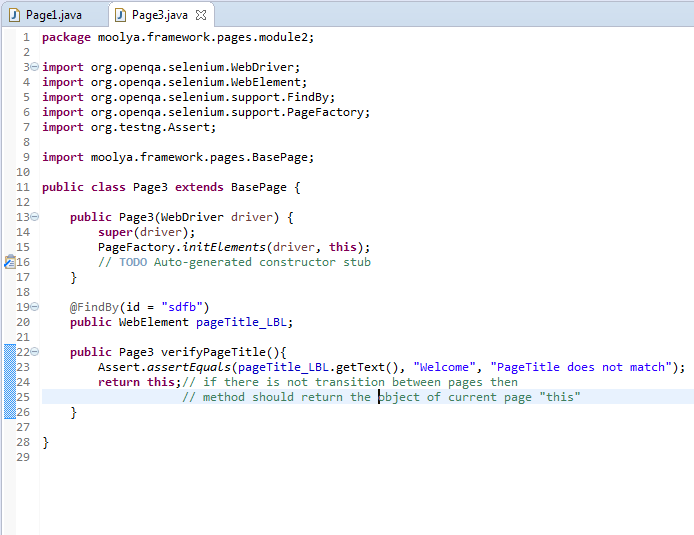 Page1.java Page3.java
1 package moolya.framework.pages.module2;
2
3 import org.openqa.selenium.WebDriver;
4 import org.openqa.selenium.WebElement;
5 import org.openqa.selenium.support.FindBy;
6 import org.openqa.selenium.support.PageFactory;
7 import org.testng.Assert;
8
9 import moolya.framework.pages.BasePage;
10
11 public class Page3 extends BasePage {
12
13     public Page3(WebDriver driver) {
14         super(driver);
15         PageFactory.initElements(driver, this);
16         // TODO Auto-generated constructor stub
17     }
18
19     @FindBy(id = "sdfb")
20     public WebElement pageTitle_LBL;
21
22     public Page3 verifyPageTitle(){
23         Assert.assertEquals(pageTitle_LBL.getText(), "Welcome", "PageTitle does not match");
24         return this;// if there is not transition between pages then
25                     // method should return the object of current page "this"
26     }
27
28 }
29